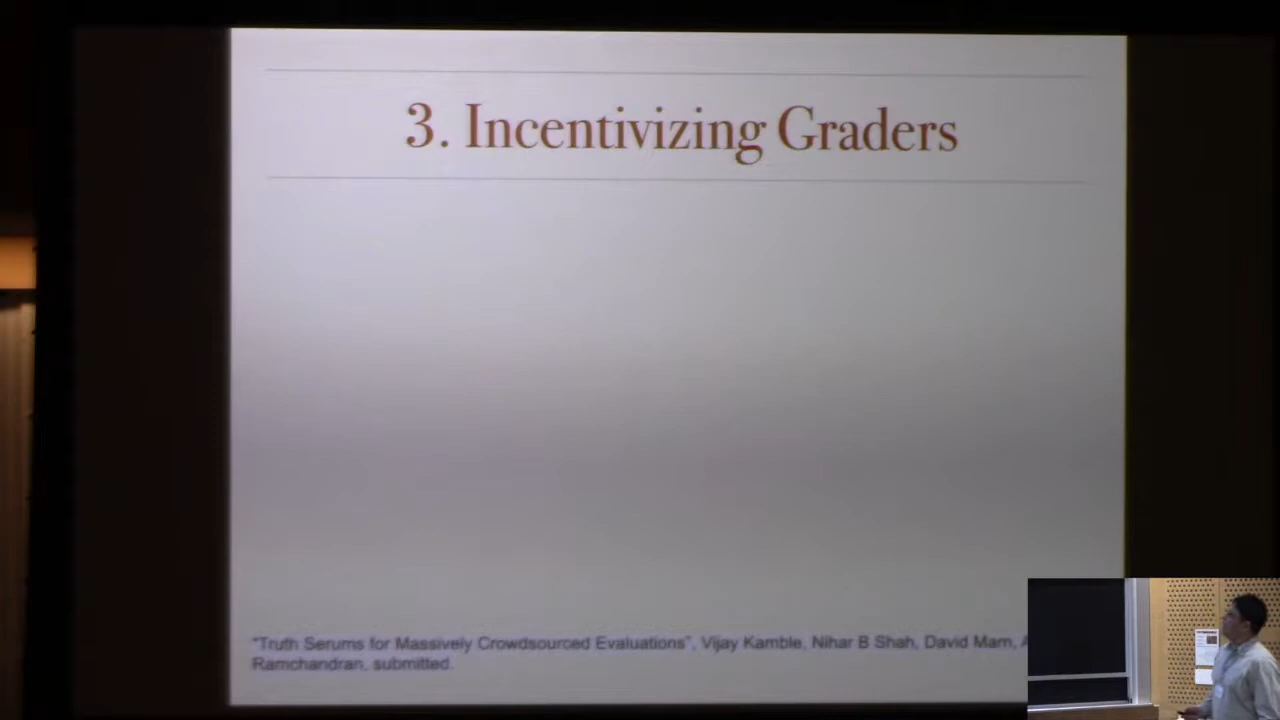 3. Incentivizing Graders
"Truth Serums for Massively Crowdsourced Evaluations", Vijay Kamble, Nihar B Shah, David Marn,
Ramchandran, submitted.